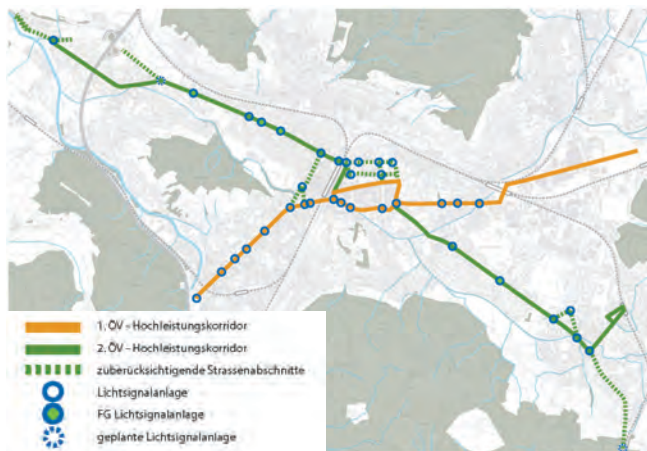 1. ÖV - Hochleistungskorridor
2. ÖV - Hochleistungskorridor
zuberücksichtigende Strassenabschnitte
Lichtsignalanlage
FG Lichtsignalanlage
geplante Lichtsignalanlage